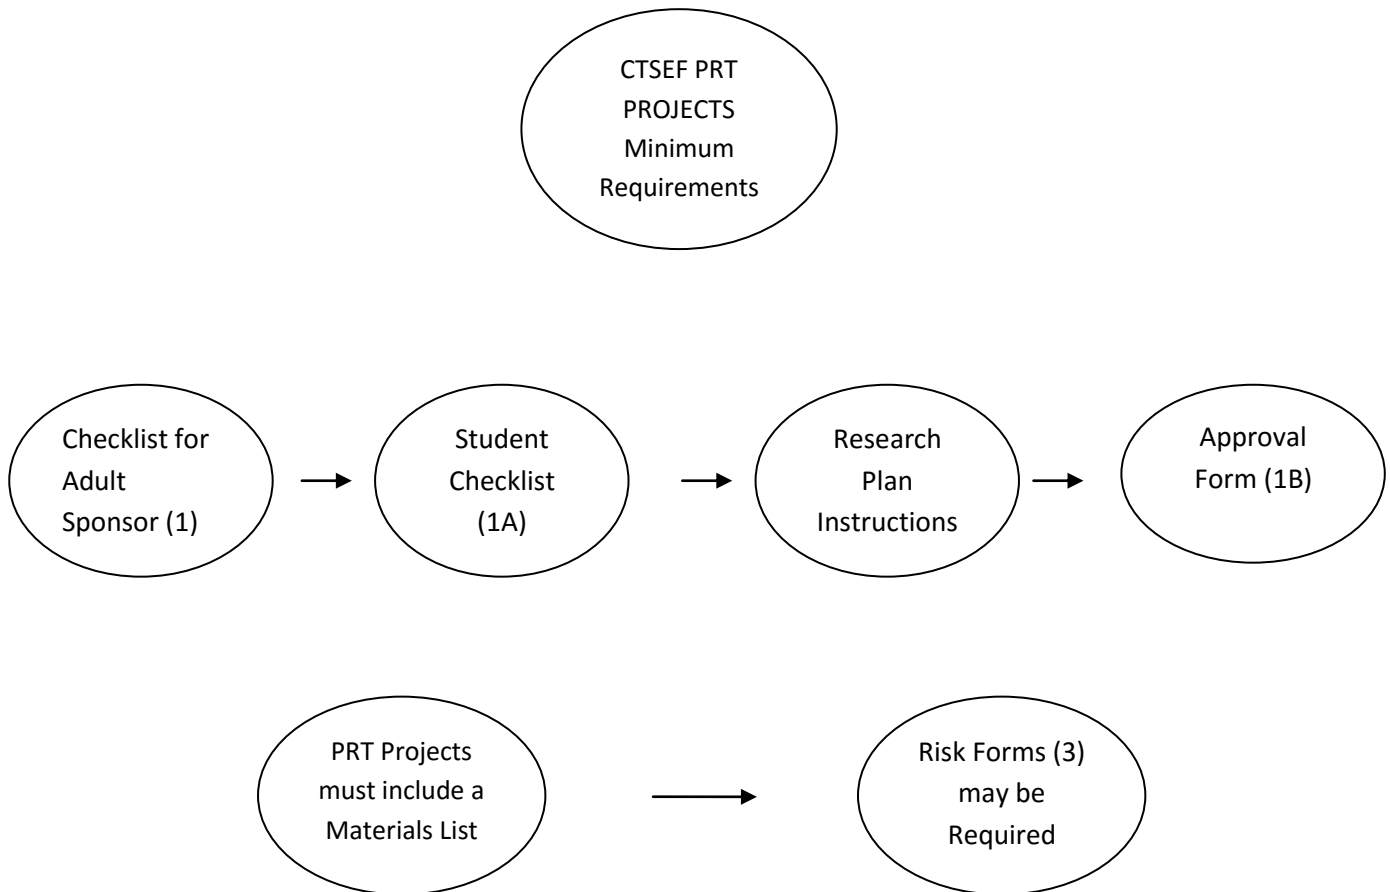 CTSEF PRT
PROJECTS
Minimum
Requirements
Checklist for
Adult
Sponsor (1)
Student
Checklist
(1A)
Research
Plan
Instructions
Approval
Form (1B)
PRT Projects
must include a
Materials List
Risk Forms (3)
may be
Required